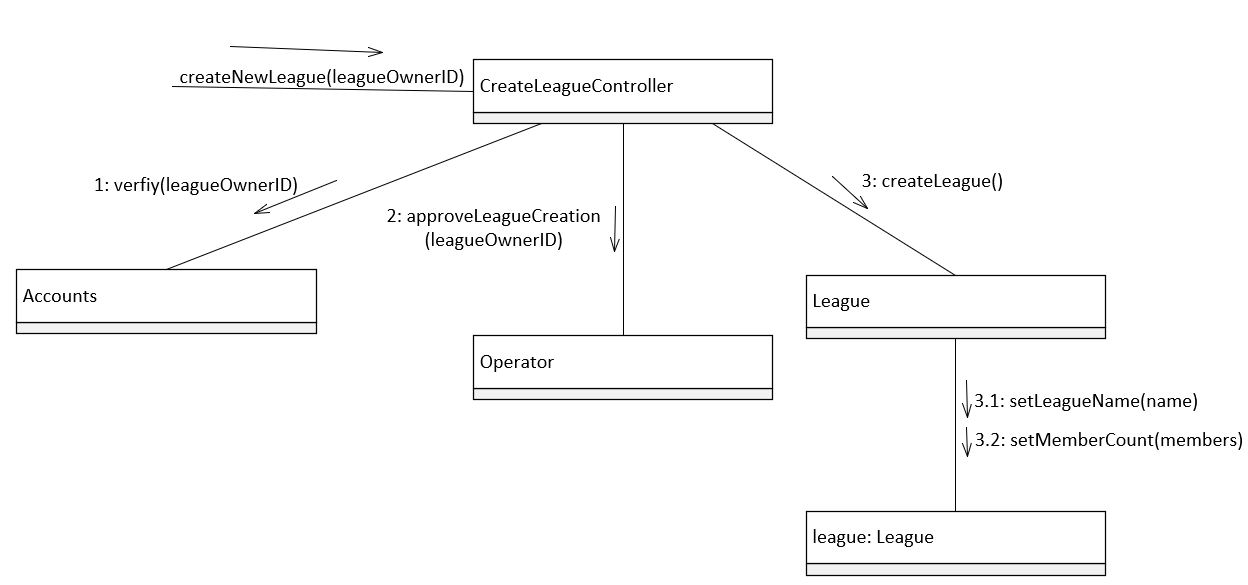 createNewLeague(leagueOwnerID)
CreateLeagueController
1: verfiy(leagueOwnerID)
2: approveLeagueCreation
(leagueOwnerID)
3: createLeague()
Accounts
Operator
League
3.1: setLeagueName(name)
3.2: setMemberCount(members)
league: League